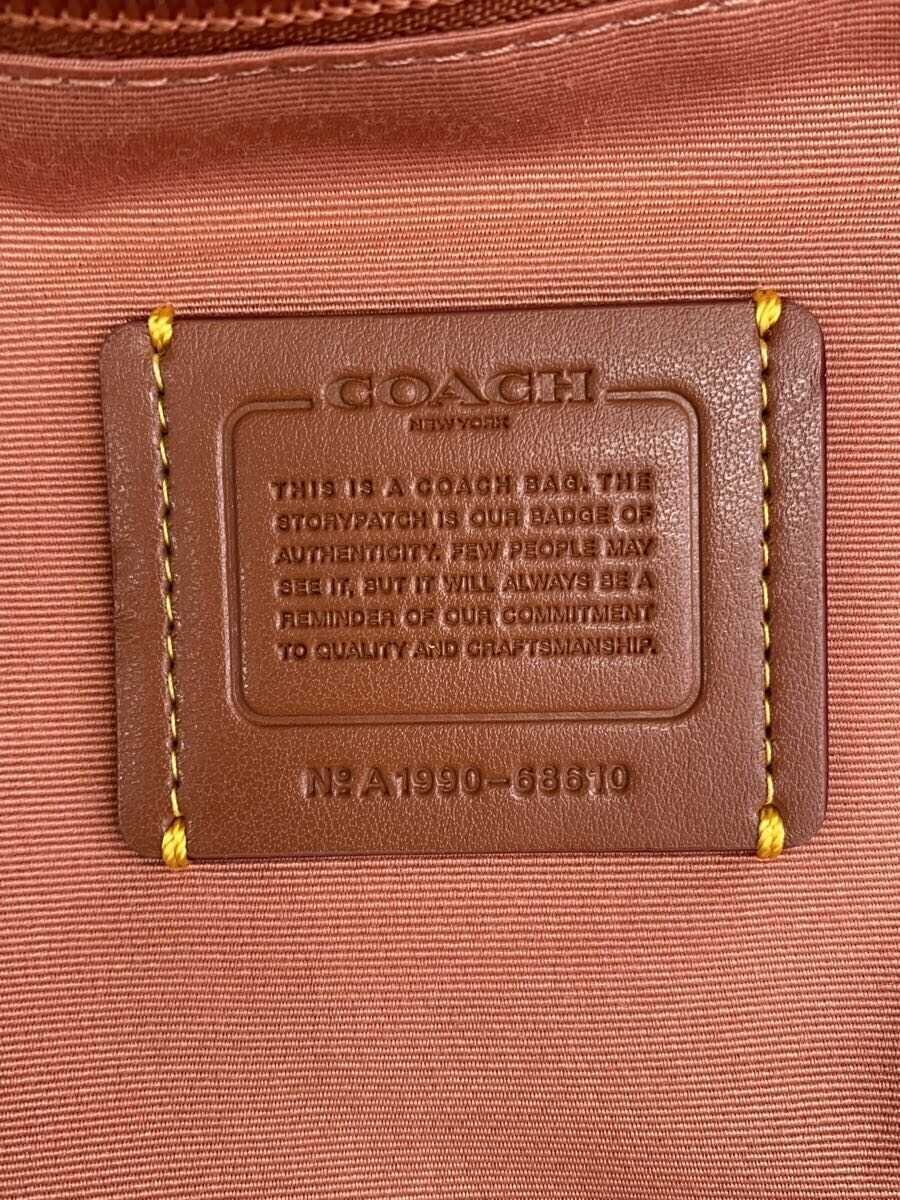 COACH
NEW YORK
THIS IS A COACH BAG. THE
STORYPATCH IS OUR BADGE OF
AUTHENTICITY. FEW PEOPLE MAY
SEE IT, BUT IT WILL ALWAYS BE A
REMINDER OF OUR COMMITMENT
TO QUALITY AND CRAFTSMANSHIP.
Nº A1990-68610